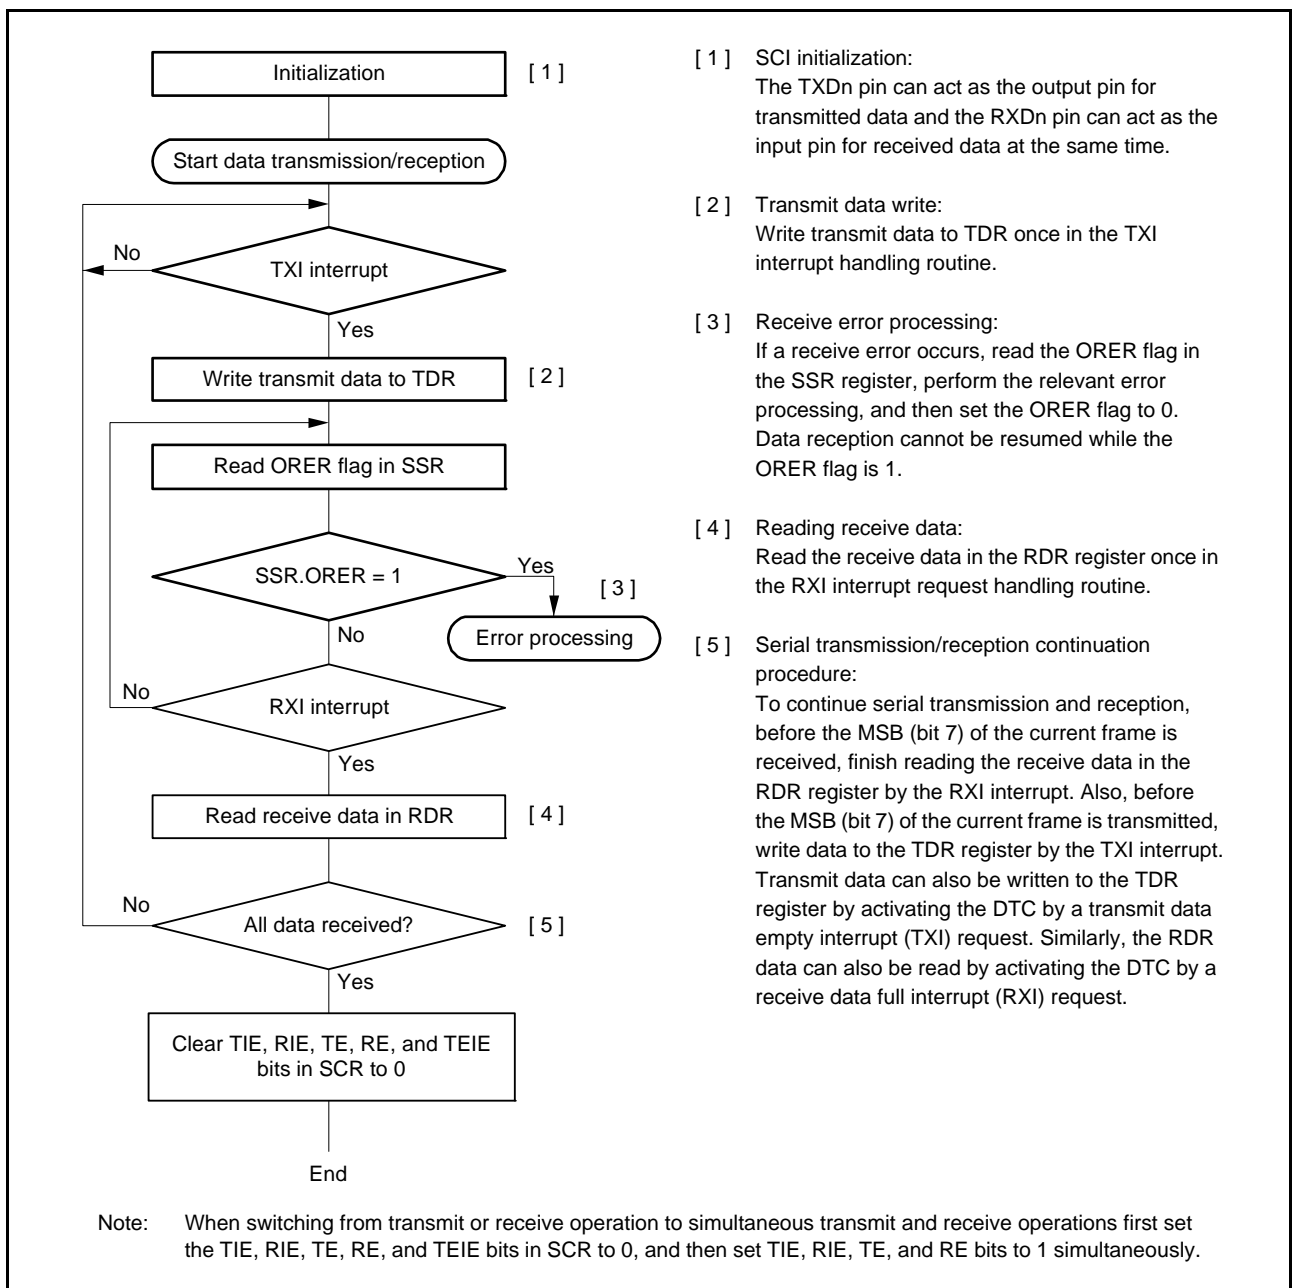 Initialization
[ 1 ]
Start data transmission/reception
No
TXI interrupt
Yes
Write transmit data to TDR
[ 2 ]
Read ORER flag in SSR
SSR.ORER = 1
Yes
[ 3 ]
No
Error processing
No
RXI interrupt
Yes
Read receive data in RDR
[ 4 ]
No
All data received?
[ 5 ]
Yes
Clear TIE, RIE, TE, RE, and TEIE
bits in SCR to 0
End
[ 1 ] SCI initialization:
The TXDn pin can act as the output pin for
transmitted data and the RXDn pin can act as the
input pin for received data at the same time.
[ 2 ] Transmit data write:
Write transmit data to TDR once in the TXI
interrupt handling routine.
[ 3 ] Receive error processing:
If a receive error occurs, read the ORER flag in
the SSR register, perform the relevant error
processing, and then set the ORER flag to 0.
Data reception cannot be resumed while the
ORER flag is 1.
[ 4 ] Reading receive data:
Read the receive data in the RDR register once in
the RXI interrupt request handling routine.
[ 5 ] Serial transmission/reception continuation
procedure:
To continue serial transmission and reception,
before the MSB (bit 7) of the current frame is
received, finish reading the receive data in the
RDR register by the RXI interrupt. Also, before
the MSB (bit 7) of the current frame is transmitted,
write data to the TDR register by the TXI interrupt.
Transmit data can also be written to the TDR
register by activating the DTC by a transmit data
empty interrupt (TXI) request. Similarly, the RDR
data can also be read by activating the DTC by a
receive data full interrupt (RXI) request.
Note: When switching from transmit or receive operation to simultaneous transmit and receive operations first set
the TIE, RIE, TE, RE, and TEIE bits in SCR to 0, and then set TIE, RIE, TE, and RE bits to 1 simultaneously.